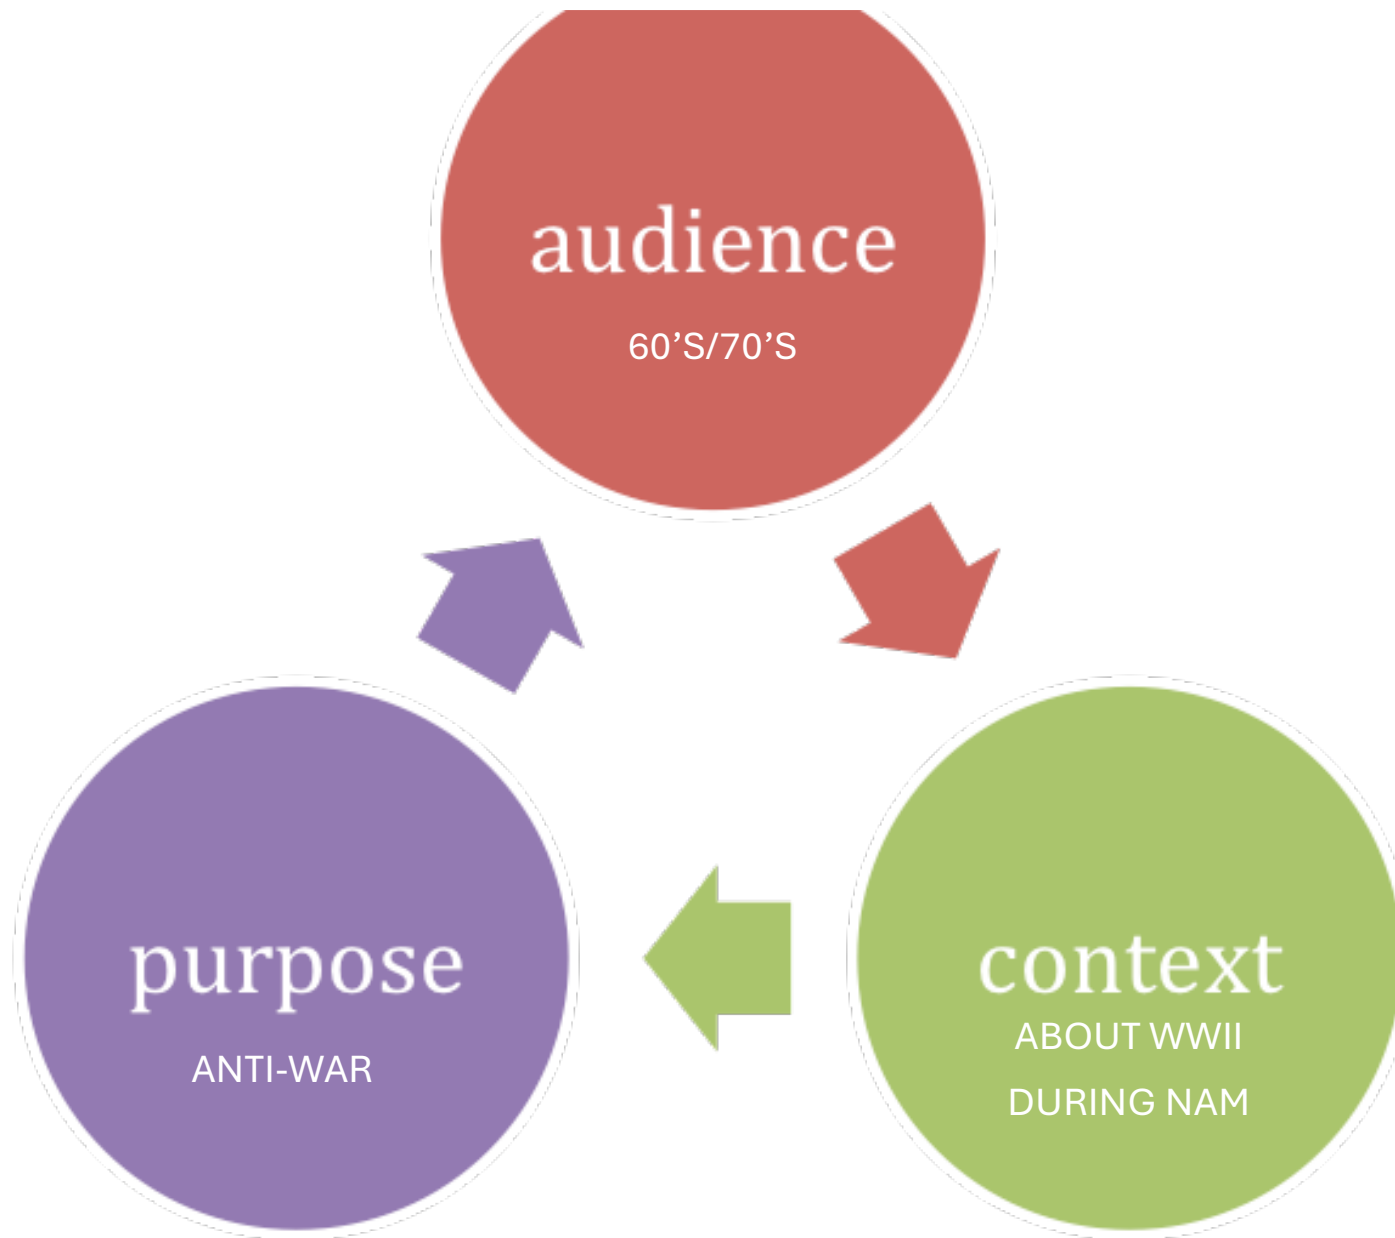 audience
60’S/70’S
purpose
ANTI-WAR
context
ABOUT WWII
DURING NAM